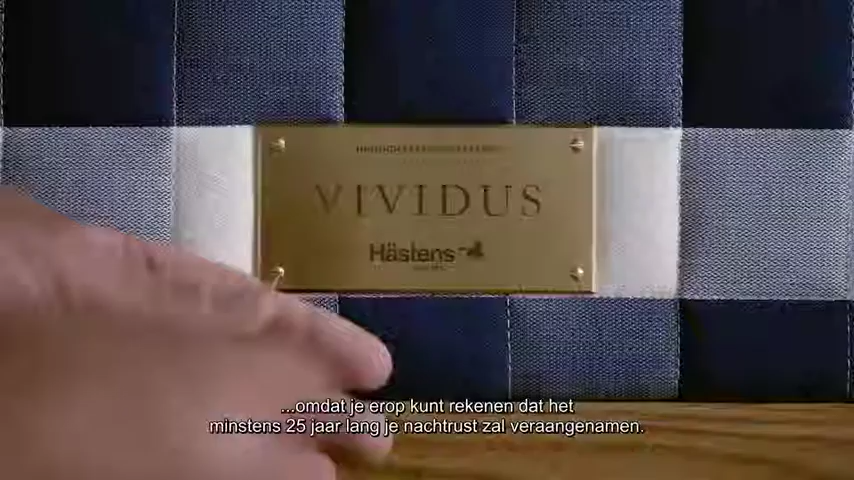 VIVIDUS
Hästens
...omdat je erop kunt rekenen dat het
minstens 25 jaar lang je nachtrust zal veraangenamen.